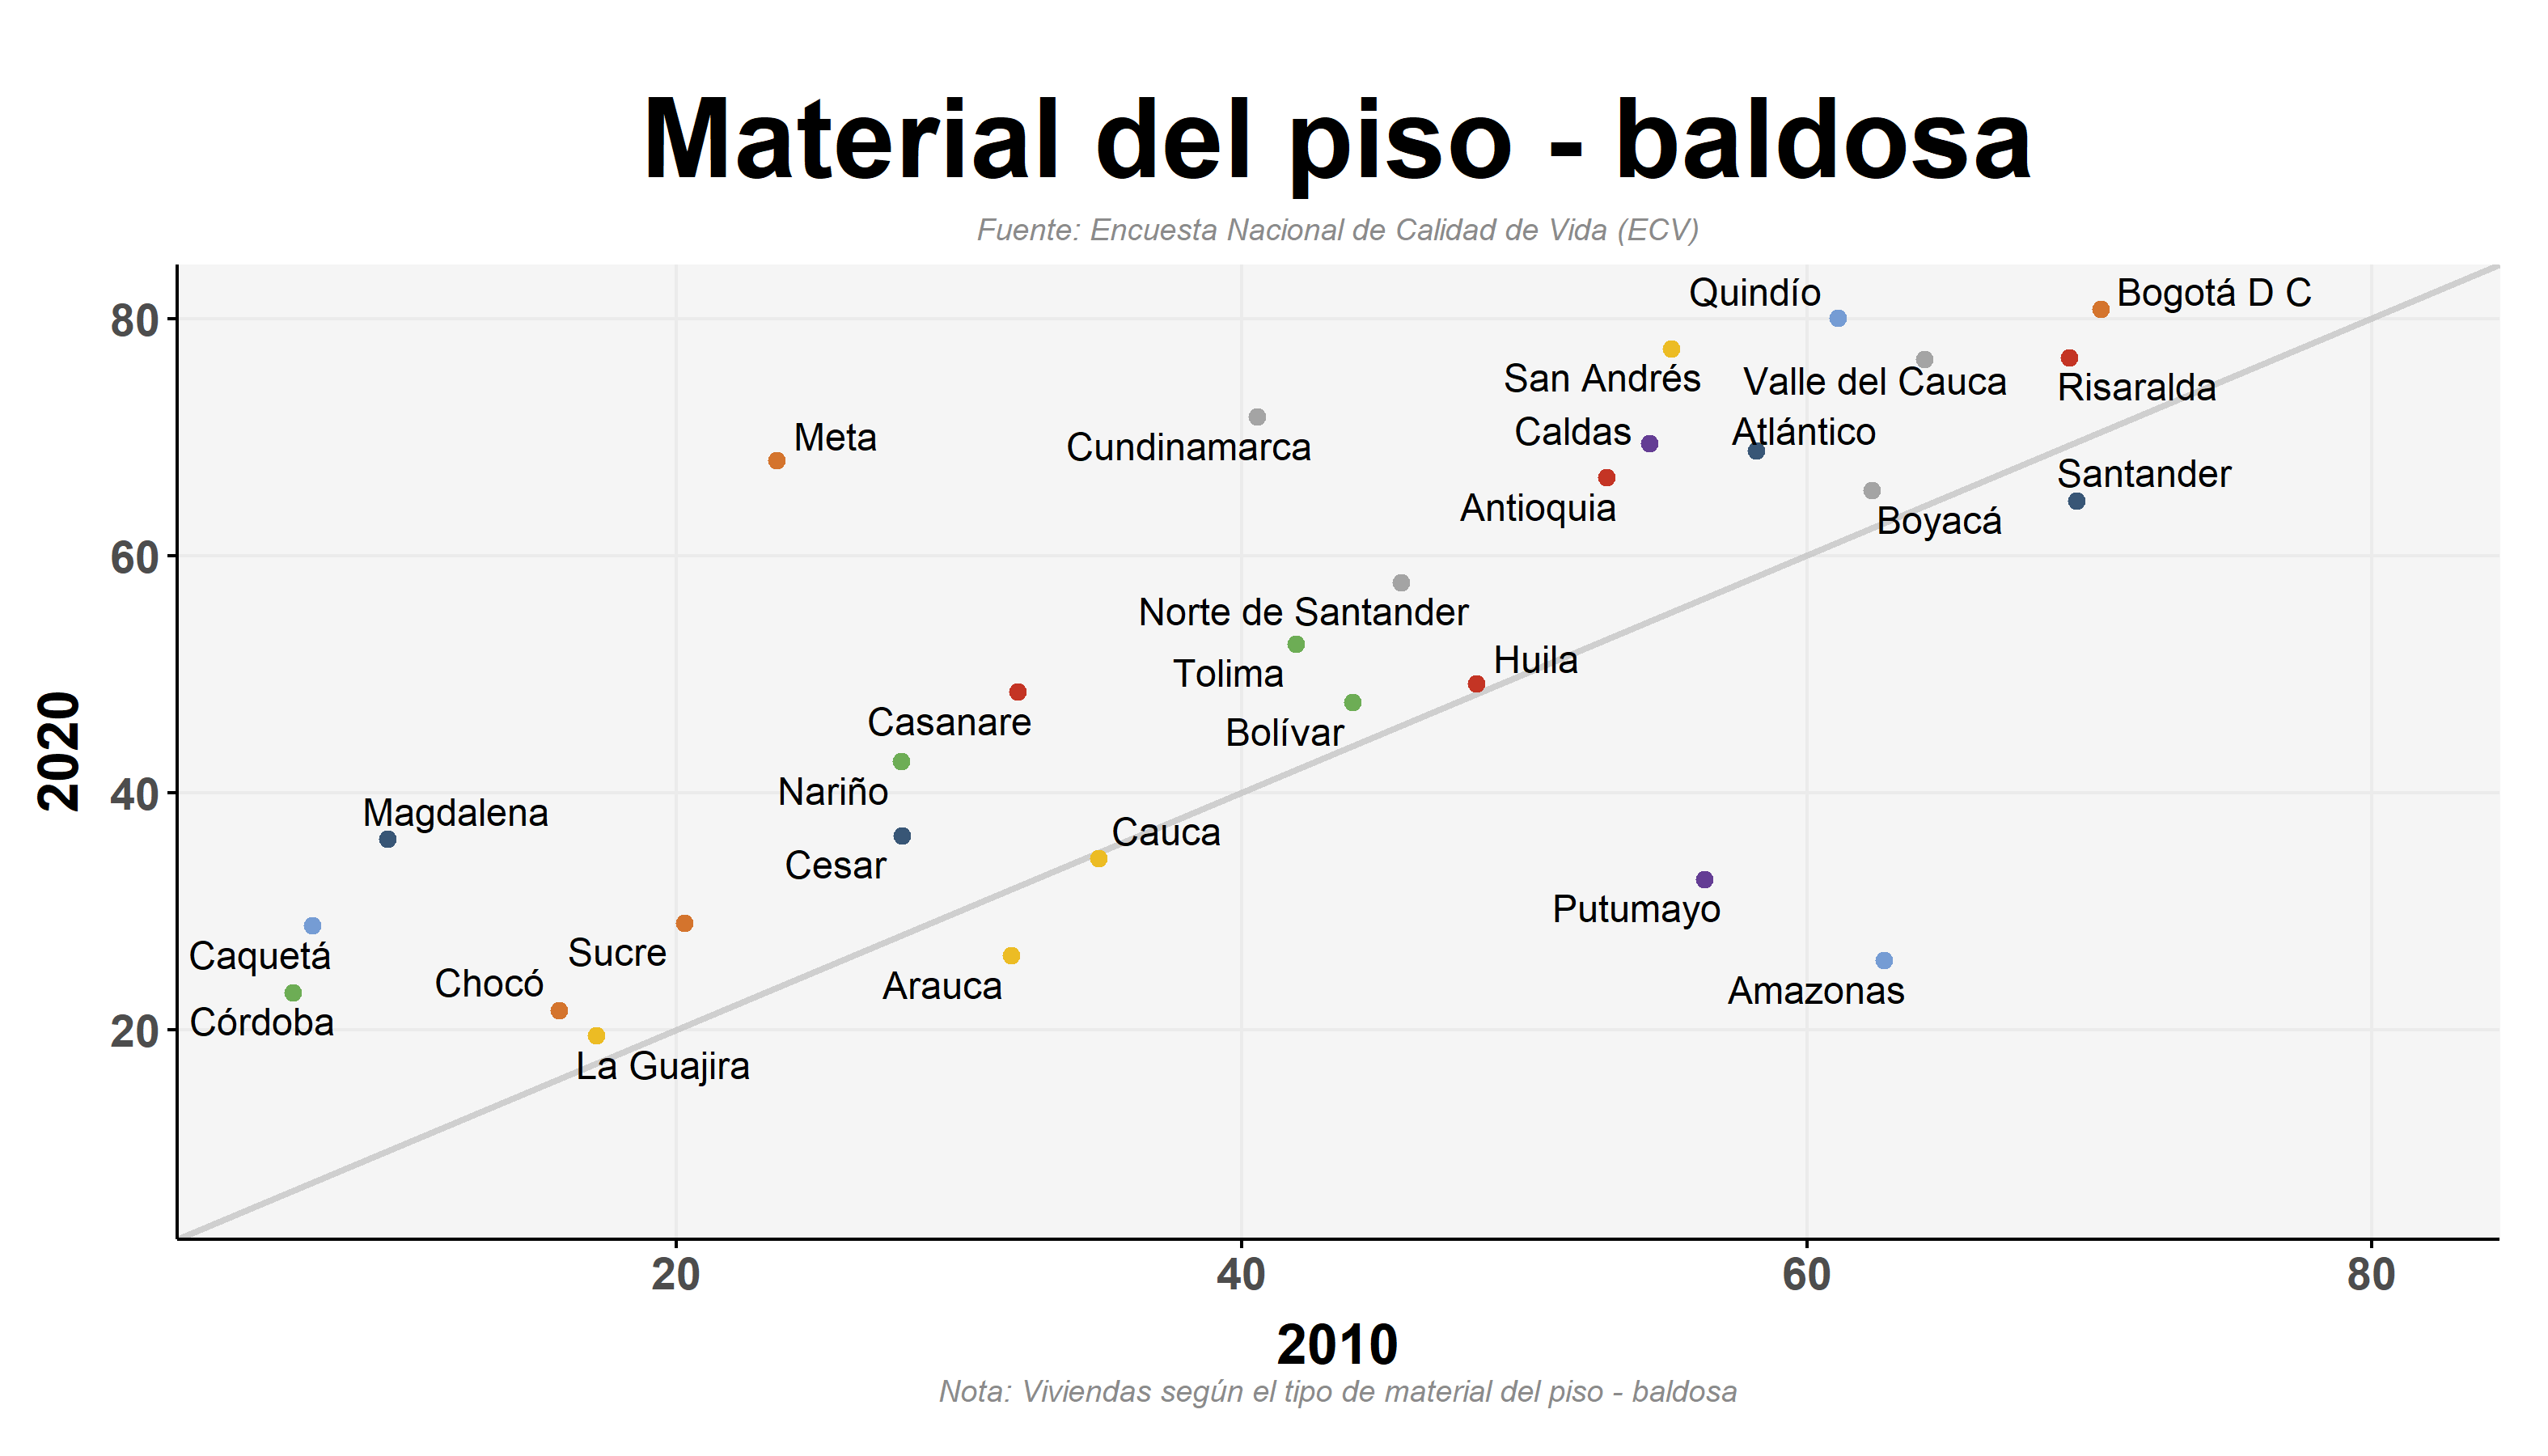 Material del piso - baldosa
Fuente: Encuesta Nacional de Calidad de Vida (ECV)
Quindío
Bogotá D C
80
San Andrés
Valle del Cauca
Risaralda
Meta
Cundinamarca
Caldas
Atlántico
Santander
Antioquia
Boyacá
60
Norte de Santander
Tolima
Huila
Casanare
Bolívar
2020
40
Nariño
Magdalena
Cauca
Cesar
Putumayo
Caquetá
Sucre
Chocó
Arauca
Amazonas
Córdoba
20
La Guajira
20
40
60
80
2010
Nota: Viviendas según el tipo de material del piso - baldosa